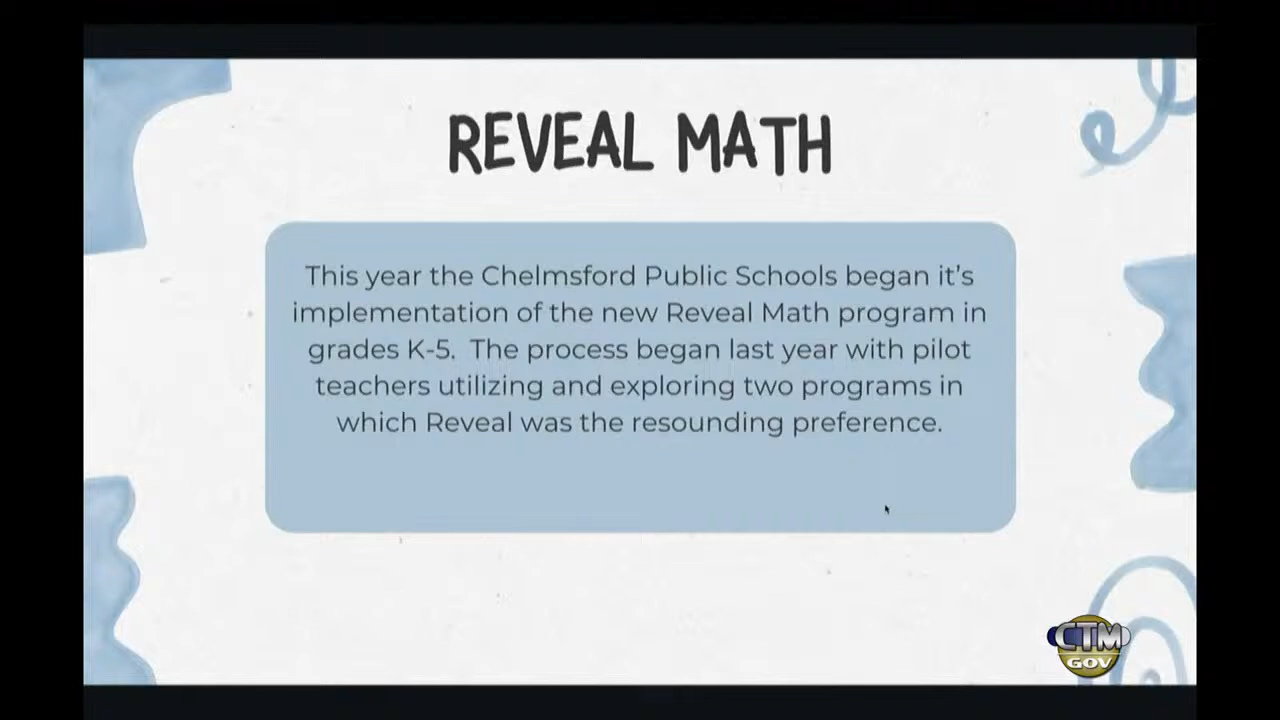 REVEAL MATH
This year the Chelmsford Public Schools began it's
implementation of the new Reveal Math program in
grades K-5. The process began last year with pilot
teachers utilizing and exploring two programs in
which Reveal was the resounding preference.
CTM
GOV